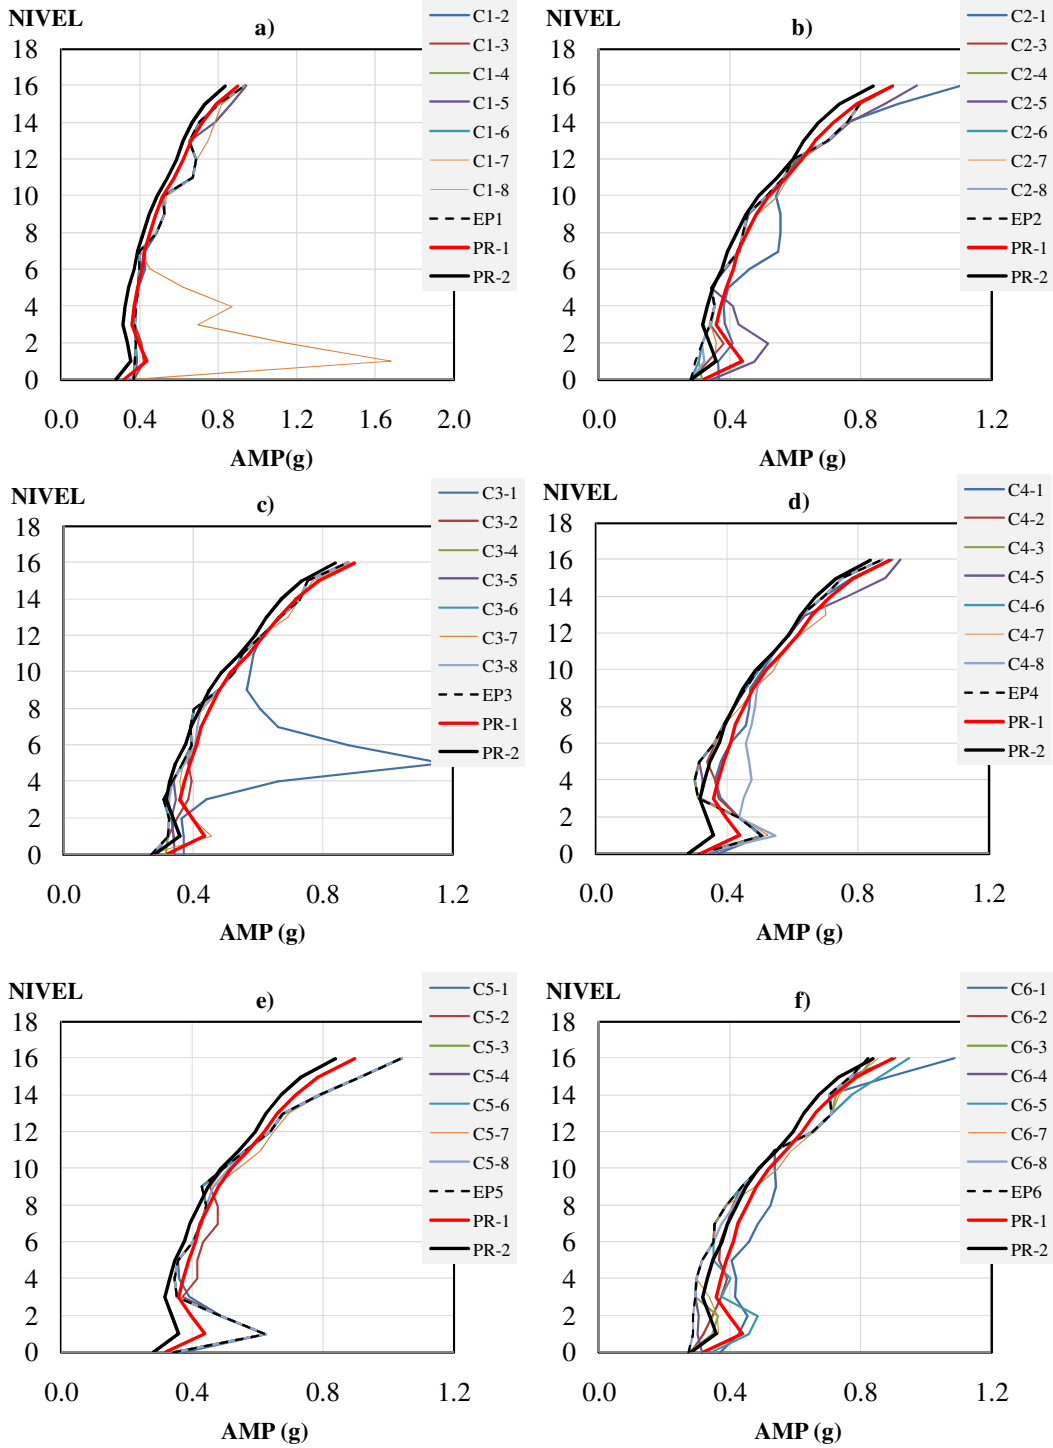 NIVEL
a)
18
16
14
12
10
8
6
4
2
0
0.0
0.4
0.8
1.2
1.6
2.0
AMP(g)
C1-2
C1-3
C1-4
C1-5
C1-6
C1-7
C1-8
EP1
PR-1
PR-2
NIVEL
b)
18
16
14
12
10
8
6
4
2
0
0.0
0.4
0.8
1.2
AMP (g)
C2-1
C2-3
C2-4
C2-5
C2-6
C2-7
C2-8
EP2
PR-1
PR-2
NIVEL
c)
18
16
14
12
10
8
6
4
2
0
0.0
0.4
0.8
1.2
AMP (g)
C3-1
C3-2
C3-4
C3-5
C3-6
C3-7
C3-8
EP3
PR-1
PR-2
NIVEL
d)
18
16
14
12
10
8
6
4
2
0
0.0
0.4
0.8
1.2
AMP (g)
C4-1
C4-2
C4-3
C4-5
C4-6
C4-7
C4-8
EP4
PR-1
PR-2
NIVEL
e)
18
16
14
12
10
8
6
4
2
0
0.0
0.4
0.8
1.2
AMP (g)
C5-1
C5-2
C5-3
C5-4
C5-6
C5-7
C5-8
EP5
PR-1
PR-2
NIVEL
f)
18
16
14
12
10
8
6
4
2
0
0.0
0.4
0.8
1.2
AMP (g)
C6-1
C6-2
C6-3
C6-4
C6-5
C6-7
C6-8
EP6
PR-1
PR-2